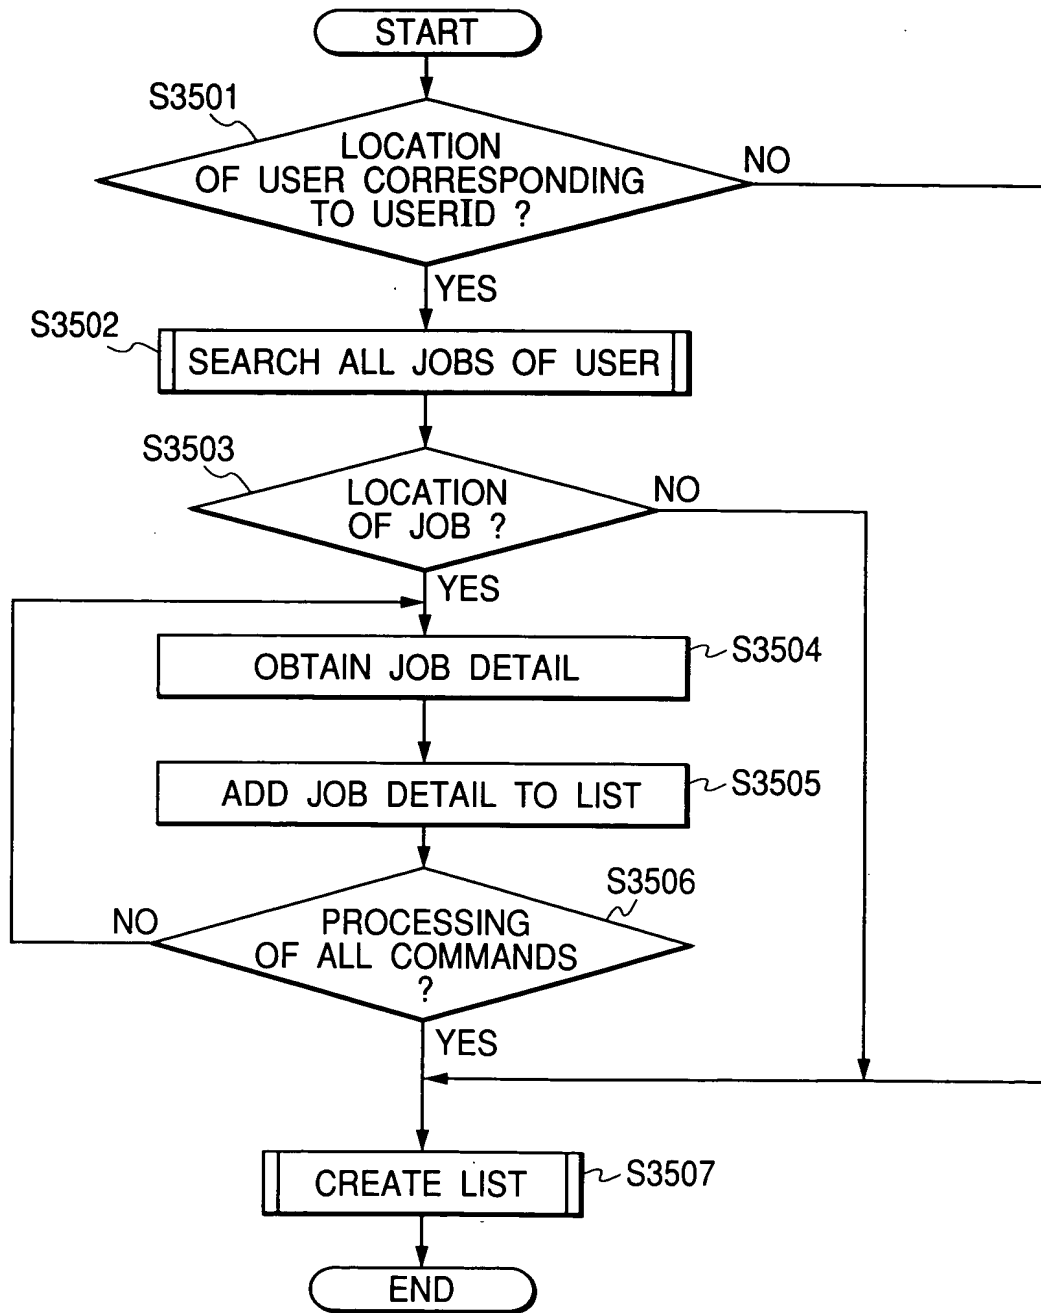 START
S3501
LOCATION
OF USER CORRESPONDING
TO USERID ?
NO
YES
S3502
SEARCH ALL JOBS OF USER
S3503
LOCATION
OF JOB ?
NO
YES
OBTAIN JOB DETAIL
S3504
ADD JOB DETAIL TO LIST
S3505
S3506
NO
PROCESSING
OF ALL COMMANDS
?
YES
CREATE LIST
S3507
END